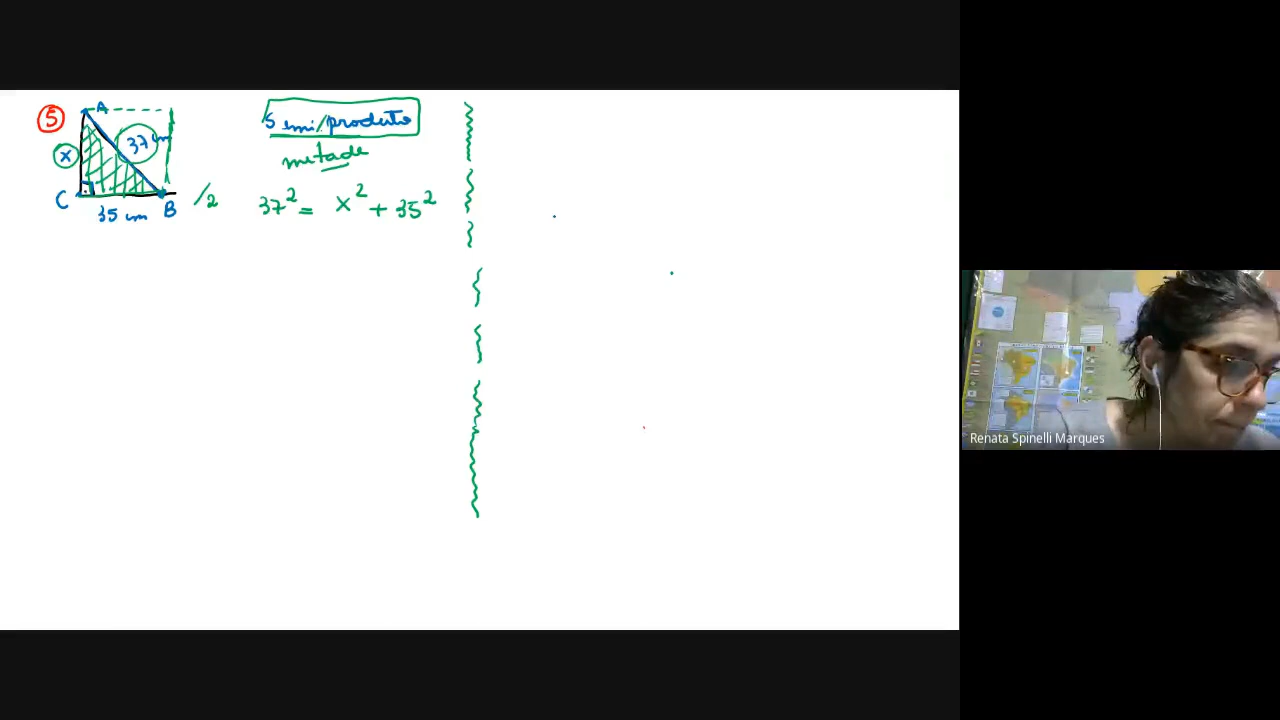 5
A
37 cm
x
C
35 cm
B
/2
Semi/produto
metade
37² = x² + 35²
Renata Spinelli Marques